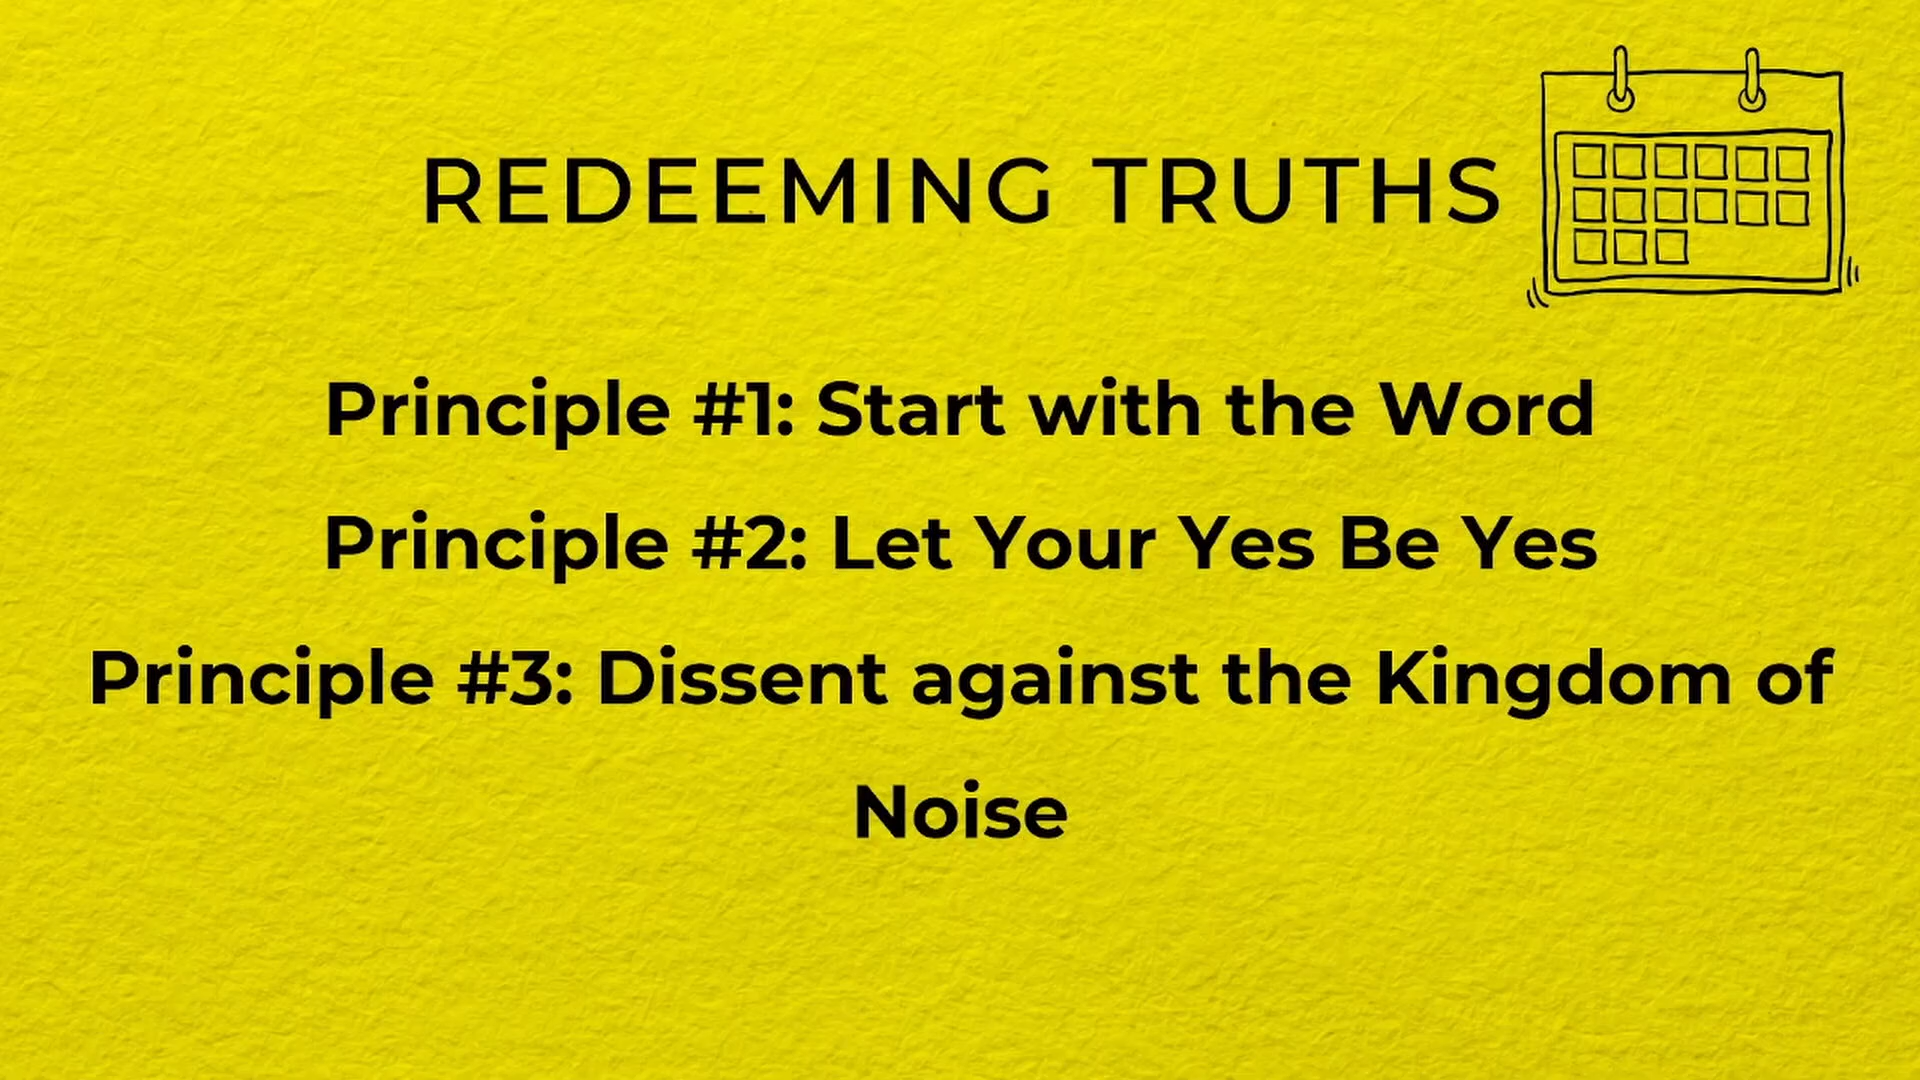 REDEEMING TRUTHS
Principle #1: Start with the Word
Principle #2: Let Your Yes Be Yes
Principle #3: Dissent against the Kingdom of
Noise